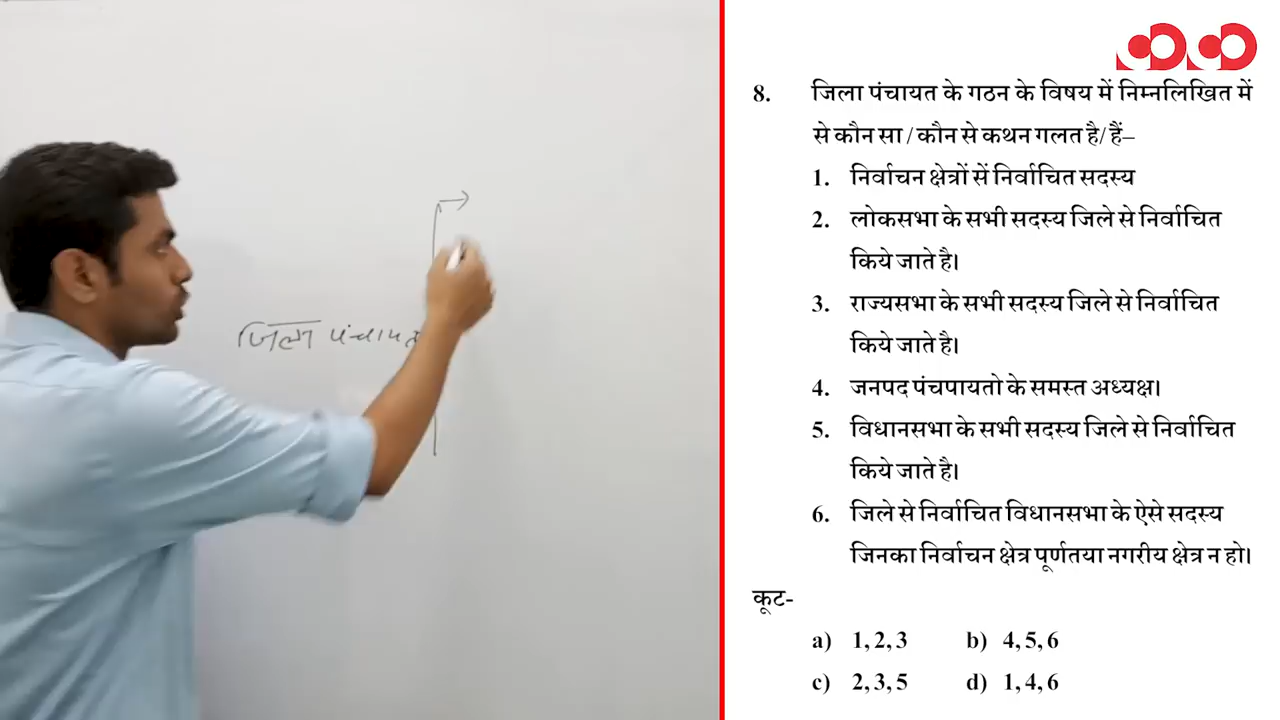 जिला पंचायत
8. जिला पंचायत के गठन के विषय में निम्नलिखित में
से कौन सा / कौन से कथन गलत है/ हैं–
1. निर्वाचन क्षेत्रों सें निर्वाचित सदस्य
2. लोकसभा के सभी सदस्य जिले से निर्वाचित
किये जाते है।
3. राज्यसभा के सभी सदस्य जिले से निर्वाचित
किये जाते है।
4. जनपद पंचपायतो के समस्त अध्यक्ष।
5. विधानसभा के सभी सदस्य जिले से निर्वाचित
किये जाते है।
6. जिले से निर्वाचित विधानसभा के ऐसे सदस्य
जिनका निर्वाचन क्षेत्र पूर्णतया नगरीय क्षेत्र न हो।
कूट-
a) 1, 2, 3 b) 4, 5, 6
c) 2, 3, 5 d) 1, 4, 6